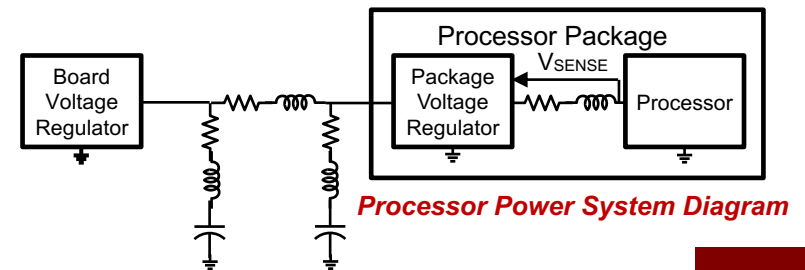 Processor Package
VSENSE
Board
Voltage
Regulator
Package
Voltage
Regulator
Processor
Processor Power System Diagram